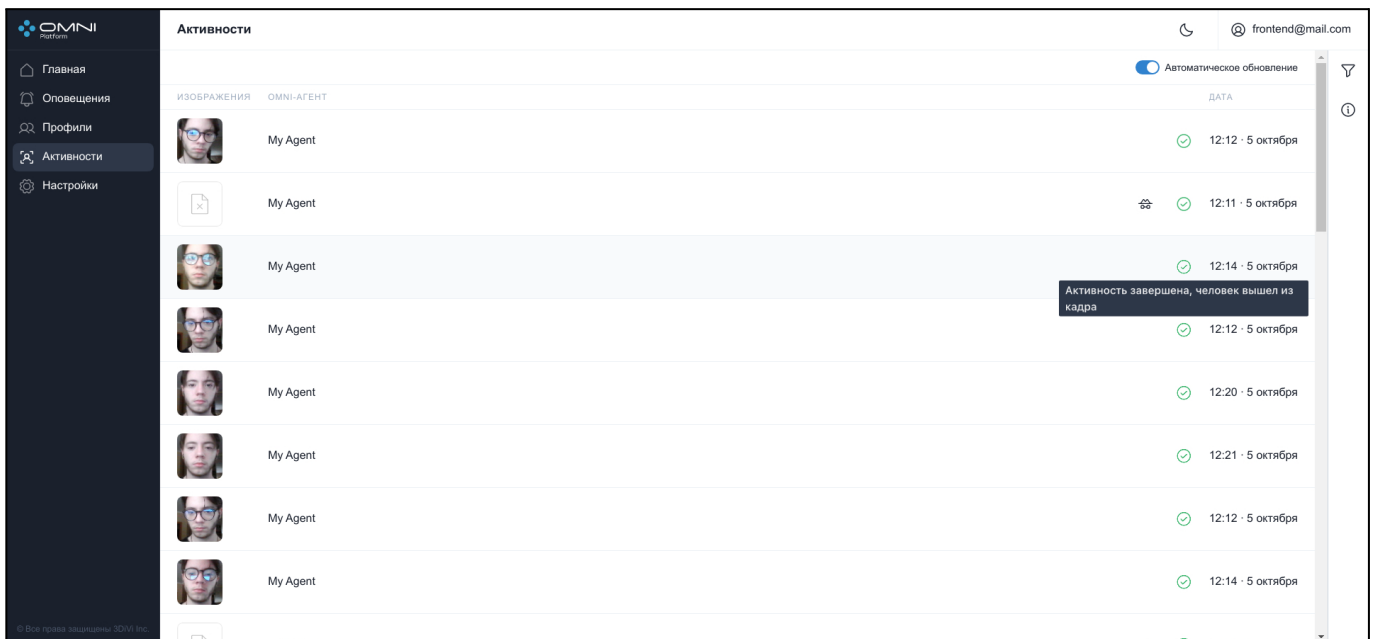 OMNI
Platform
Активности
frontend@mail.com
Главная
Оповещения
Профили
Активности
Настройки
Автоматическое обновление
ИЗОБРАЖЕНИЯ OMNI-АГЕНТ ДАТА
My Agent 12:12 · 5 октября
My Agent 12:11 · 5 октября
My Agent 12:14 · 5 октября
Активность завершена, человек вышел из
кадра
My Agent 12:12 · 5 октября
My Agent 12:20 · 5 октября
My Agent 12:21 · 5 октября
My Agent 12:12 · 5 октября
My Agent 12:14 · 5 октября
© Все права защищены 3DiVi Inc.